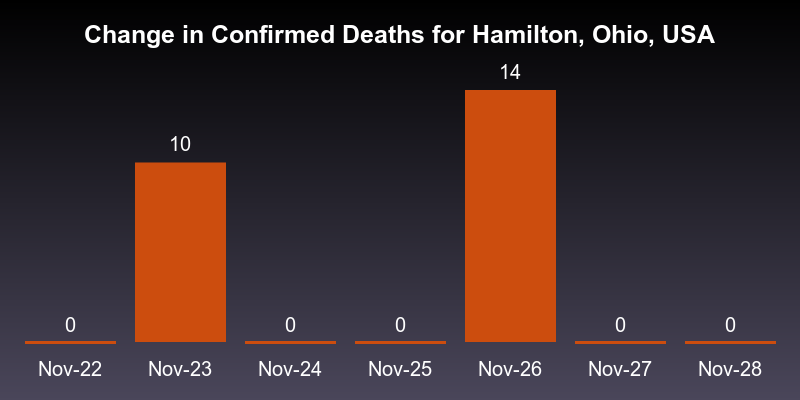 Change in Confirmed Deaths for Hamilton, Ohio, USA
14
10
0 0 0 0 0
Nov-22 Nov-23 Nov-24 Nov-25 Nov-26 Nov-27 Nov-28